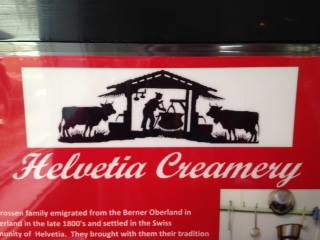 Helvetia Creamery
rossen family emigrated from the Berner Oberland in
erland in the late 1800's and settled in the Swiss
munity of Helvetia. They brought with them their tradition